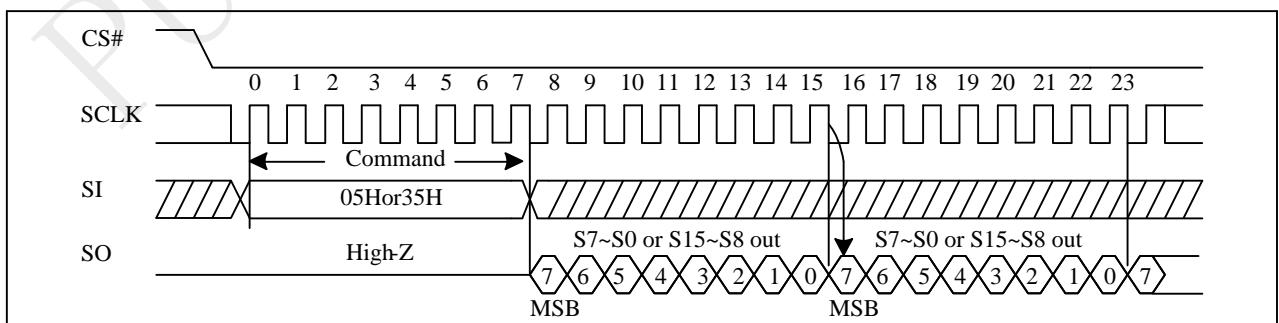 CS#
0 1 2 3 4 5 6 7 8 9 10 11 12 13 14 15 16 17 18 19 20 21 22 23
SCLK
Command
SI
05Hor35H
S7~S0 or S15~S8 out S7~S0 or S15~S8 out
SO
High-Z
7 6 5 4 3 2 1 0 7 6 5 4 3 2 1 0 7
MSB MSB